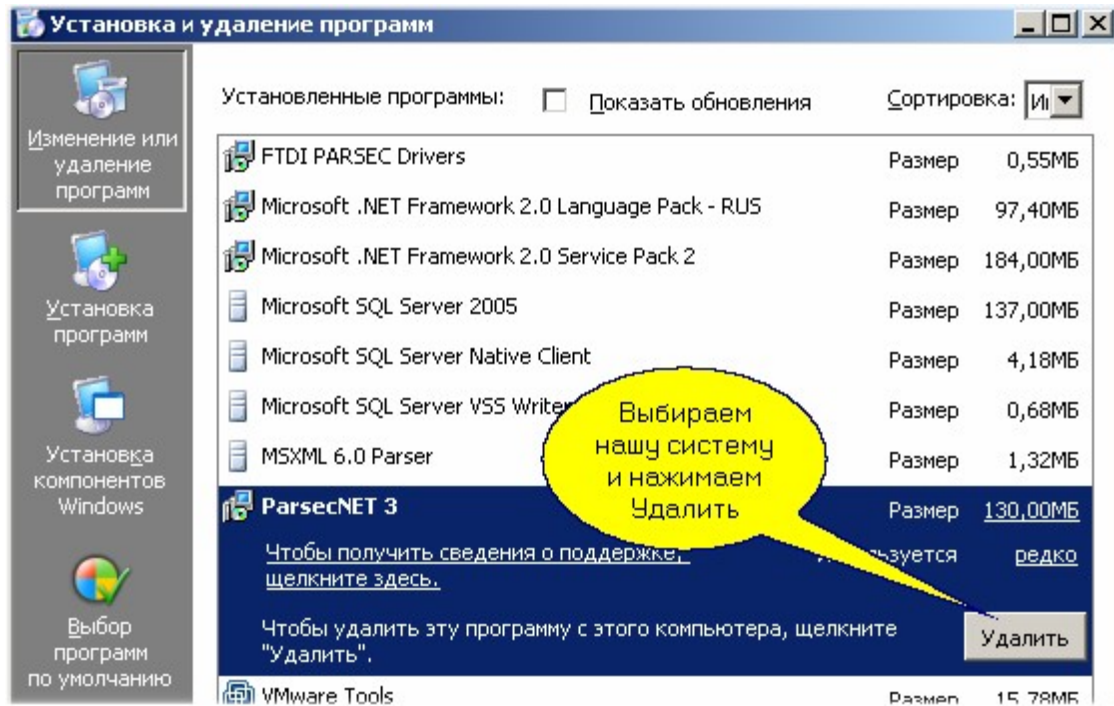 Установка и удаление программ
Изменение или
удаление
программ
Установка
программ
Установка
компонентов
Windows
Выбор
программ
по умолчанию
Установленные программы:
Показать обновления
Сортировка:
FTDI PARSEC Drivers Размер 0,55МБ
Microsoft .NET Framework 2.0 Language Pack - RUS Размер 97,40МБ
Microsoft .NET Framework 2.0 Service Pack 2 Размер 184,00МБ
Microsoft SQL Server 2005 Размер 137,00МБ
Microsoft SQL Server Native Client Размер 4,18МБ
Microsoft SQL Server VSS Writer Размер 0,68МБ
MSXML 6.0 Parser Размер 1,32МБ
Выбираем
нашу систему
и нажимаем
Удалить
ParsecNET 3 Размер 130,00МБ
Чтобы получить сведения о поддержке, редко
щелкните здесь.
Чтобы удалить эту программу с этого компьютера, щелкните
"Удалить".
Удалить
VMware Tools Размер 15,78МБ